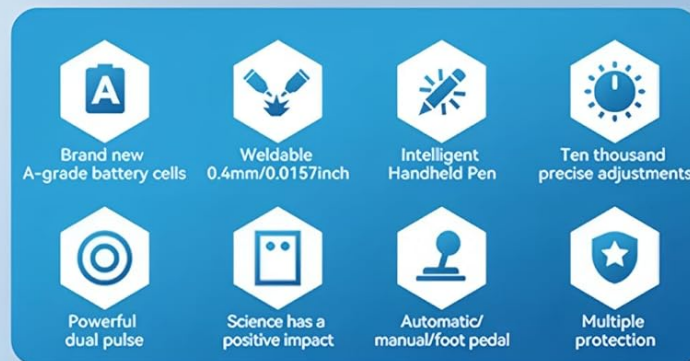 A
Brand new
A-grade battery cells
Weldable
0.4mm/0.0157inch
Intelligent
Handheld Pen
Ten thousand
precise adjustments
Powerful
dual pulse
Science has a
positive impact
Automatic/
manual/foot pedal
Multiple
protection